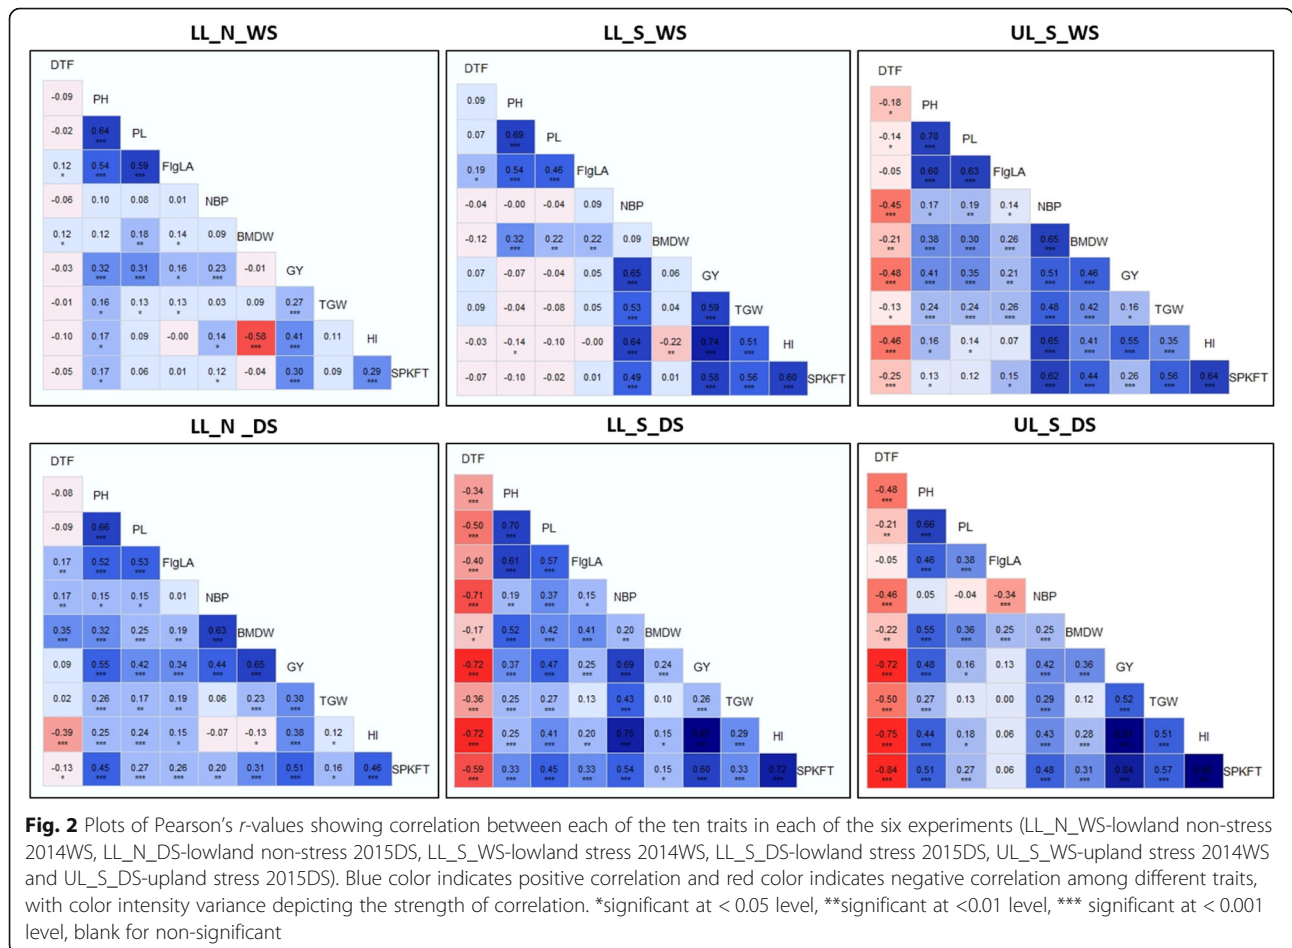 LL_N_WS
DTF
-0.09 PH
-0.02 0.64 PL
***
0.12 0.54 0.59 FlgLA
* *** ***
-0.06 0.10 0.08 0.01 NBP
0.12 0.12 0.18 0.14 0.09 BMDW
* ** *
-0.03 0.32 0.31 0.16 0.23 -0.01 GY
*** *** * ***
-0.01 0.16 0.13 0.13 0.03 0.09 0.27 TGW
* * * ***
-0.10 0.17 0.09 -0.00 0.14 -0.58 0.41 0.11 HI
* * *** ***
-0.05 0.17 0.06 0.01 0.12 -0.04 0.30 0.09 0.29 SPKFT
* * *** ***
LL_S_WS
DTF
0.09 PH
0.07 0.69 PL
***
0.19 0.54 0.46 FlgLA
* *** ***
-0.04 -0.00 -0.04 0.09 NBP
-0.12 0.32 0.22 0.22 0.09 BMDW
*** ** **
0.07 -0.07 -0.04 0.05 0.65 0.06 GY
***
0.09 -0.04 -0.08 0.05 0.53 0.04 0.59 TGW
*** ***
-0.03 -0.14 -0.10 -0.00 0.64 -0.22 0.74 0.51 HI
* *** ** *** ***
-0.07 -0.10 -0.02 0.01 0.49 0.01 0.58 0.56 0.60 SPKFT
*** *** *** ***
UL_S_WS
DTF
-0.18 PH
*
-0.14 0.70 PL
* ***
-0.05 0.60 0.63 FlgLA
*** ***
-0.45 0.17 0.19 0.14 NBP
*** * ** *
-0.21 0.38 0.30 0.26 0.65 BMDW
** *** *** *** ***
-0.48 0.41 0.35 0.21 0.51 0.46 GY
*** *** *** ** *** ***
-0.13 0.24 0.24 0.26 0.48 0.42 0.16 TGW
* *** *** *** *** *** *
-0.46 0.16 0.14 0.07 0.65 0.41 0.55 0.35 HI
*** * * *** *** *** ***
-0.25 0.13 0.12 0.15 0.62 0.44 0.26 0.56 0.64 SPKFT
*** * * *** *** *** *** ***
LL_N _DS
DTF
-0.08 PH
-0.09 0.66 PL
***
0.17 0.52 0.53 FlgLA
** *** ***
0.17 0.15 0.15 0.01 NBP
** * *
0.35 0.32 0.25 0.19 0.63 BMDW
*** *** *** ** ***
0.09 0.55 0.42 0.34 0.44 0.65 GY
*** *** *** *** ***
0.02 0.26 0.17 0.19 0.06 0.23 0.30 TGW
*** ** ** *** ***
-0.39 0.25 0.24 0.15 -0.07 -0.13 0.38 0.12 HI
*** *** *** * * *** *
-0.13 0.45 0.27 0.26 0.20 0.31 0.51 0.16 0.46 SPKFT
* *** *** *** ** *** *** * ***
LL_S_DS
DTF
-0.34 PH
***
-0.50 0.70 PL
*** ***
-0.40 0.61 0.57 FlgLA
*** *** ***
-0.71 0.19 0.37 0.15 NBP
*** ** *** *
-0.17 0.52 0.42 0.41 0.20 BMDW
* *** *** *** **
-0.72 0.37 0.47 0.25 0.69 0.24 GY
*** *** *** *** *** ***
-0.36 0.25 0.27 0.13 0.43 0.10 0.26 TGW
*** *** *** *** ***
-0.72 0.25 0.41 0.20 0.75 0.15 0.29 HI
*** *** *** ** *** * *** ***
-0.59 0.33 0.45 0.33 0.54 0.15 0.60 0.33 0.72 SPKFT
*** *** *** *** *** * *** *** ***
UL_S_DS
DTF
-0.48 PH
***
-0.21 0.66 PL
** ***
-0.05 0.46 0.38 FlgLA
*** ***
-0.46 0.05 -0.04 -0.34 NBP
*** ***
-0.22 0.55 0.36 0.25 0.25 BMDW
** *** *** *** ***
-0.72 0.48 0.16 0.13 0.42 0.36 GY
*** *** * *** ***
-0.50 0.27 0.13 0.00 0.29 0.12 0.52 TGW
*** *** *** ***
-0.75 0.44 0.18 0.06 0.43 0.28 0.51 HI
*** *** * *** *** *** ***
-0.84 0.51 0.27 0.06 0.48 0.31 0.84 0.57 SPKFT
*** *** *** *** *** *** *** ***
Fig. 2 Plots of Pearson's r-values showing correlation between each of the ten traits in each of the six experiments (LL_N_WS-lowland non-stress
2014WS, LL_N_DS-lowland non-stress 2015DS, LL_S_WS-lowland stress 2014WS, LL_S_DS-lowland stress 2015DS, UL_S_WS-upland stress 2014WS
and UL_S_DS-upland stress 2015DS). Blue color indicates positive correlation and red color indicates negative correlation among different traits,
with color intensity variance depicting the strength of correlation. *significant at < 0.05 level, **significant at <0.01 level, *** significant at < 0.001
level, blank for non-significant